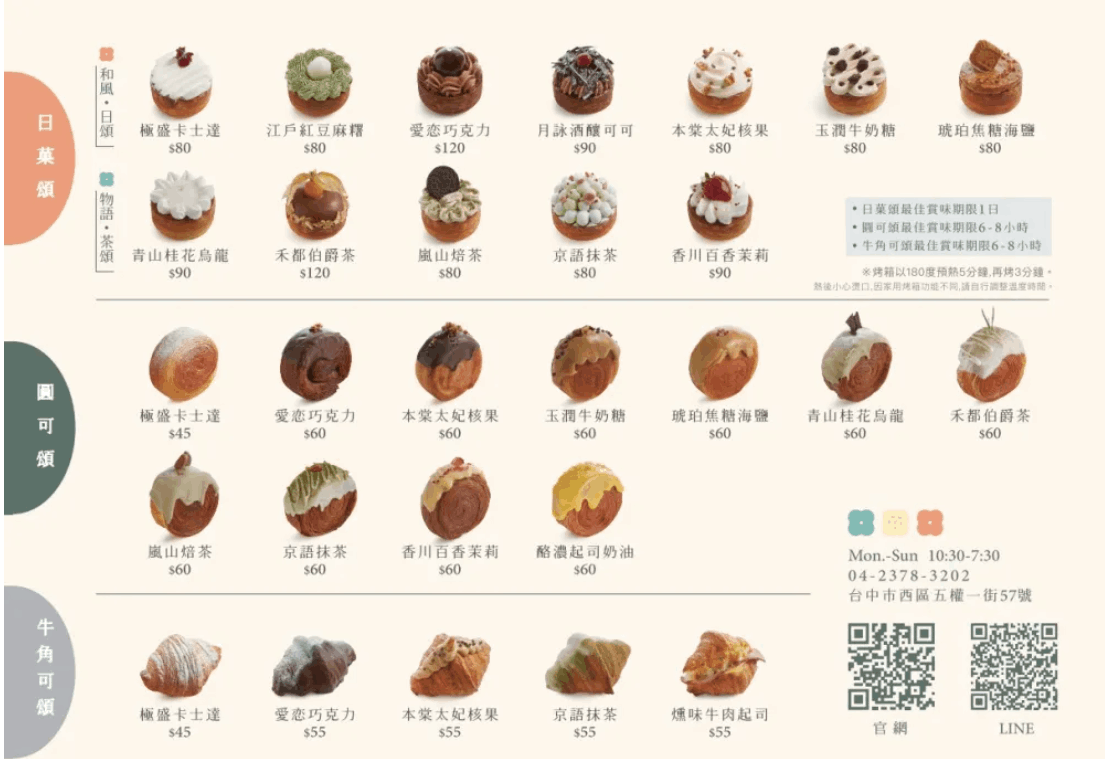 日菓頌
和風・日頌
極盛卡士達
$80
江戶紅豆麻糬
$80
愛恋巧克力
$120
月詠酒釀可可
$90
本棠太妃核果
$80
玉潤牛奶糖
$80
琥珀焦糖海鹽
$80
物語・茶頌
青山桂花烏龍
$90
禾都伯爵茶
$120
嵐山焙茶
$80
京語抹茶
$80
香川百香茉莉
$90
• 日菓頌最佳賞味期限1日
• 圓可頌最佳賞味期限6-8小時
• 牛角可頌最佳賞味期限6-8小時
※烤箱以180度預熱5分鐘,再烤3分鐘。
熱後小心燙口,因家用烤箱功能不同,請自行調整溫度時間。
圓可頌
極盛卡士達
$45
愛恋巧克力
$60
本棠太妃核果
$60
玉潤牛奶糖
$60
琥珀焦糖海鹽
$60
青山桂花烏龍
$60
禾都伯爵茶
$60
嵐山焙茶
$60
京語抹茶
$60
香川百香茉莉
$60
酪濃起司奶油
$60
牛角可頌
極盛卡士達
$45
愛恋巧克力
$55
本棠太妃核果
$55
京語抹茶
$55
燻味牛肉起司
$55
Mon.-Sun 10:30-7:30
04-2378-3202
台中市西區五權一街57號
官網
LINE